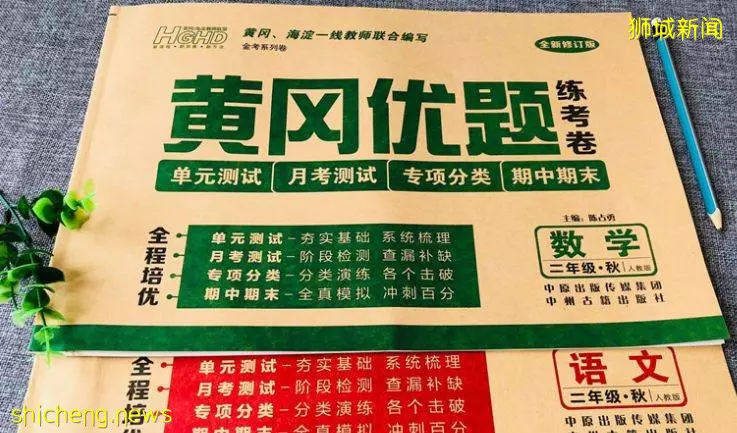 狮城新闻
HGHD
黄冈、海淀一线教师联合编写
金考系列卷
全新修订版
黄冈优题
练考卷
单元测试 月考测试 专项分类 期中期末
主编：陈占勇
数学
二年级·秋 人教版
中原出版传媒集团
中州古籍出版社
全程培优
单元测试－夯实基础 系统梳理
月考测试－阶段检测 查漏补缺
专项分类－分类演练 各个击破
期中期末－全真模拟 冲刺百分
全程培优
单元测试－夯实基础 系统梳理
月考测试－阶段检测 查漏补缺
专项分类－分类演练 各个击破
语文
二年级·秋 人教版
中原出版传媒集团
shicheng.news